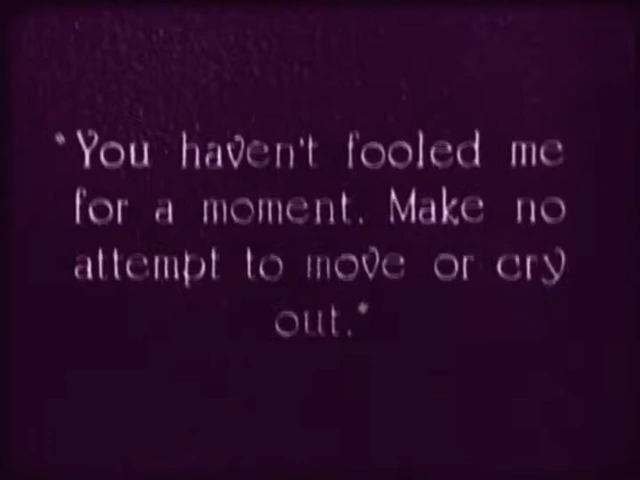 "You haven't fooled me
for a moment. Make no
attempt to move or cry
out."